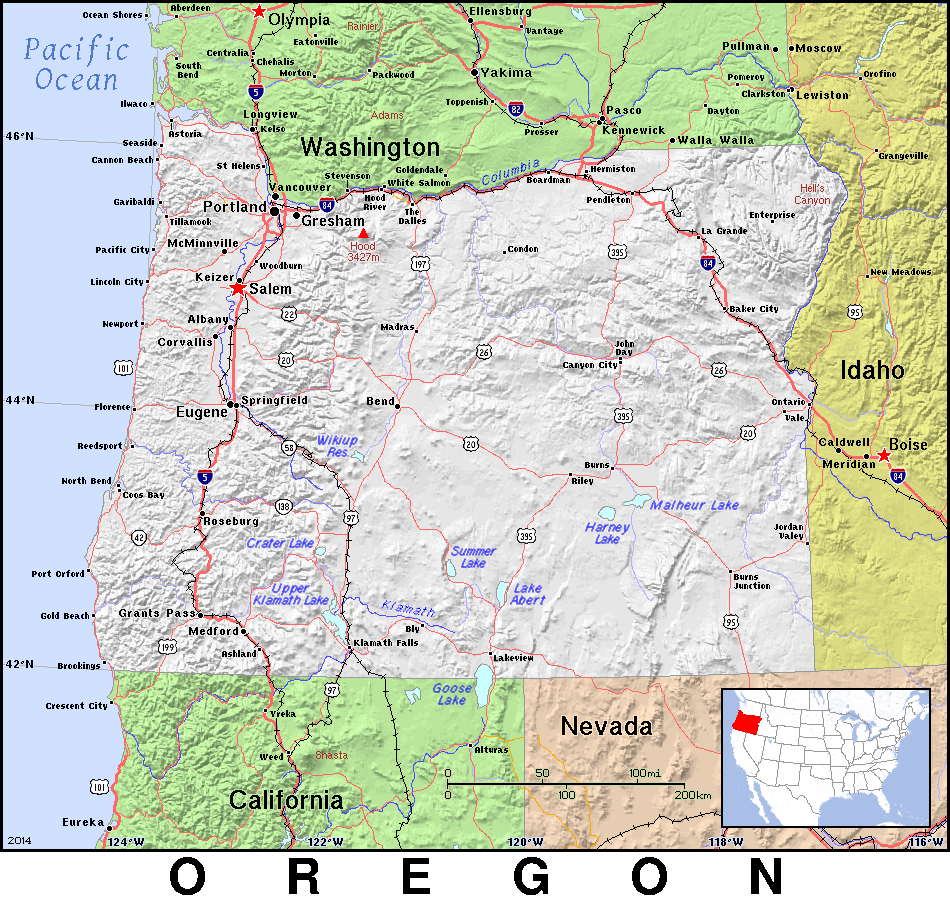 Aberdeen
Ocean Shores
Olympia
Ellensburg
Vantage
Rainier
Eatonville
Pullman
Moscow
Pacific
Ocean
Centralia
Chehalis
South
Bend
Morton
Packwood
Yakima
Pomeroy
Orofino
Clarkston
Lewiston
5
Toppenish
82
Ilwaco
Longview
Kelso
Adams
Pasco
Dayton
Prosser
Kennewick
46°N
Astoria
Seaside
Washington
Walla Walla
Cannon Beach
St Helens
Goldendale
Stevenson
White Salmon
Columbia
Boardman
Hermiston
Grangeville
Vancouver
Garibaldi
Portland
84
Hood
River
The
Dalles
Pendleton
Hell's
Canyon
Gresham
Tillamook
Enterprise
McMinnville
Hood
3427m
La Grande
Pacific City
Condon
395
Woodburn
197
84
Keizer
Lincoln City
Salem
New Meadows
22
Baker City
95
Newport
Albany
Madras
Corvallis
John
Day
26
20
Canyon City
26
101
Idaho
44°N
Florence
Springfield
Eugene
Bend
395
Ontario
Vale
20
20
Reedsport
58
Wikiup
Res.
Caldwell
Boise
Meridian
Burns
Riley
84
5
North Bend
Coos Bay
138
97
Roseburg
Malheur Lake
Harney
Lake
42
Crater Lake
395
Jordan
Valley
Summer
Lake
Port Orford
Burns
Junction
Upper
Klamath Lake
Lake
Abert
Gold Beach
Grants Pass
Klamath
Medford
Bly
95
199
Ashland
Klamath Falls
Lakeview
42°N
Brookings
97
Goose
Lake
Crescent City
Yreka
Nevada
Weed
Shasta
Alturas
0
50
100mi
0
100
200km
101
California
Eureka
2014
124°W
122°W
120°W
118°W
116°W
OREGON